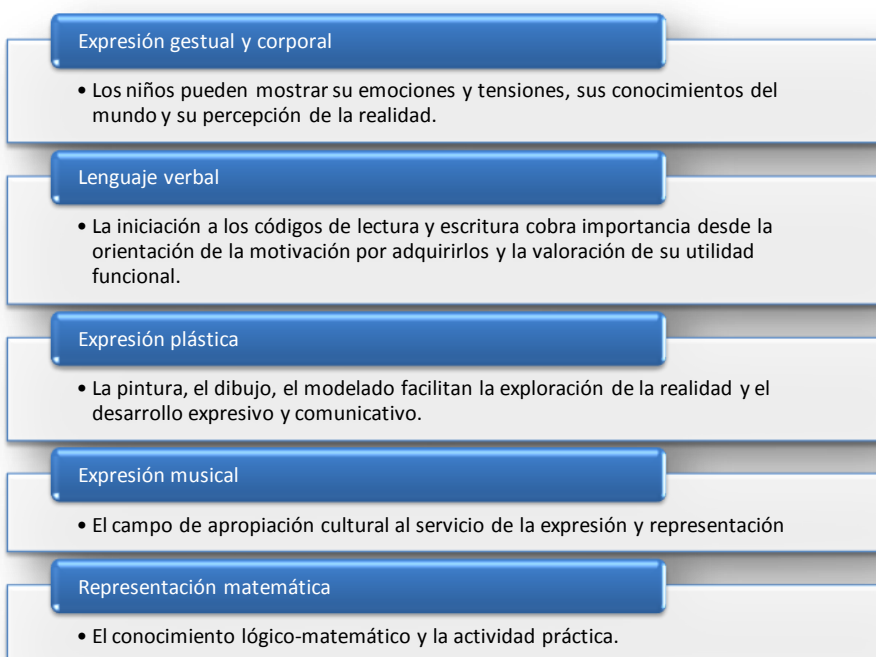 Expresión gestual y corporal
• Los niños pueden mostrar su emociones y tensiones, sus conocimientos del
mundo y su percepción de la realidad.
Lenguaje verbal
• La iniciación a los códigos de lectura y escritura cobra importancia desde la
orientación de la motivación por adquirirlos y la valoración de su utilidad
funcional.
Expresión plástica
• La pintura, el dibujo, el modelado facilitan la exploración de la realidad y el
desarrollo expresivo y comunicativo.
Expresión musical
• El campo de apropiación cultural al servicio de la expresión y representación
Representación matemática
• El conocimiento lógico-matemático y la actividad práctica.